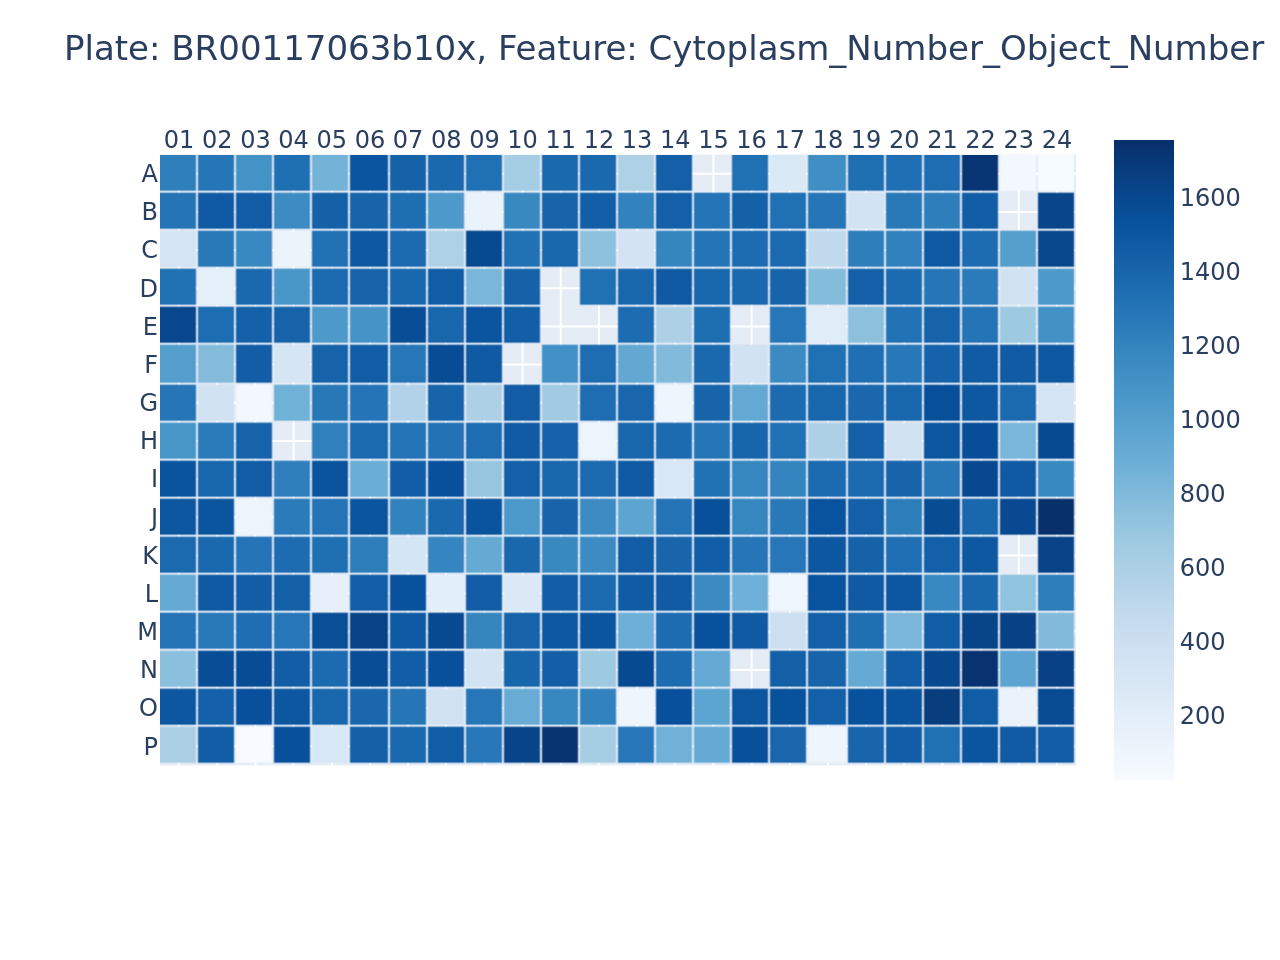 Plate: BR00117063b10x, Feature: Cytoplasm_Number_Object_Number
01 02 03 04 05 06 07 08 09 10 11 12 13 14 15 16 17 18 19 20 21 22 23 24
A
B
C
D
E
F
G
H
I
J
K
L
M
N
O
P
1600
1400
1200
1000
800
600
400
200